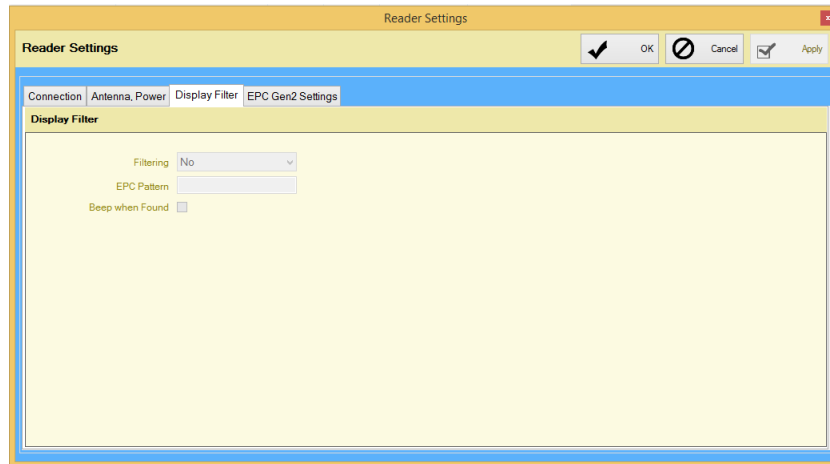 Reader Settings
Reader Settings OK Cancel Apply
Connection Antenna, Power Display Filter EPC Gen2 Settings
Display Filter
Filtering No
EPC Pattern
Beep when Found